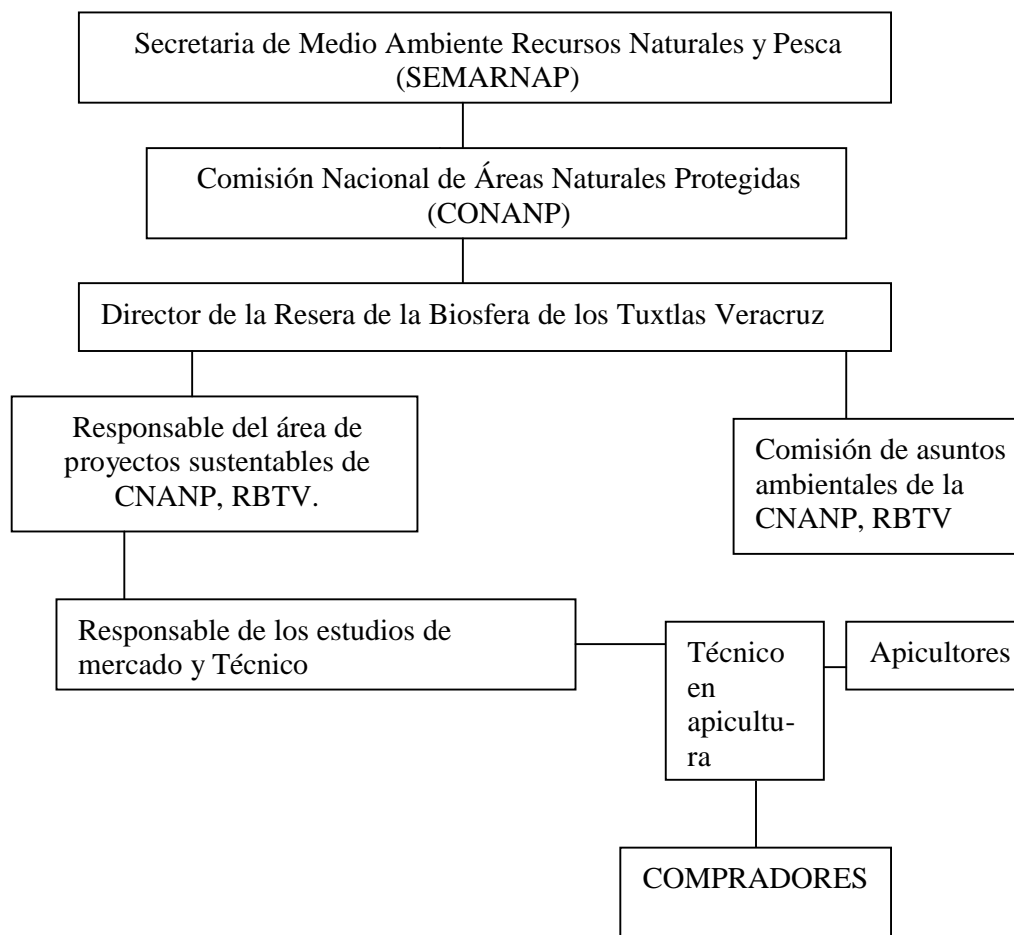 Secretaria de Medio Ambiente Recursos Naturales y Pesca
(SEMARNAP)
Comisión Nacional de Áreas Naturales Protegidas
(CONANP)
Director de la Resera de la Biosfera de los Tuxtlas Veracruz
Responsable del área de
proyectos sustentables de
CNANP, RBTV.
Comisión de asuntos
ambientales de la
CNANP, RBTV
Responsable de los estudios de
mercado y Técnico
Técnico
en
apicultu-
ra
Apicultores
COMPRADORES